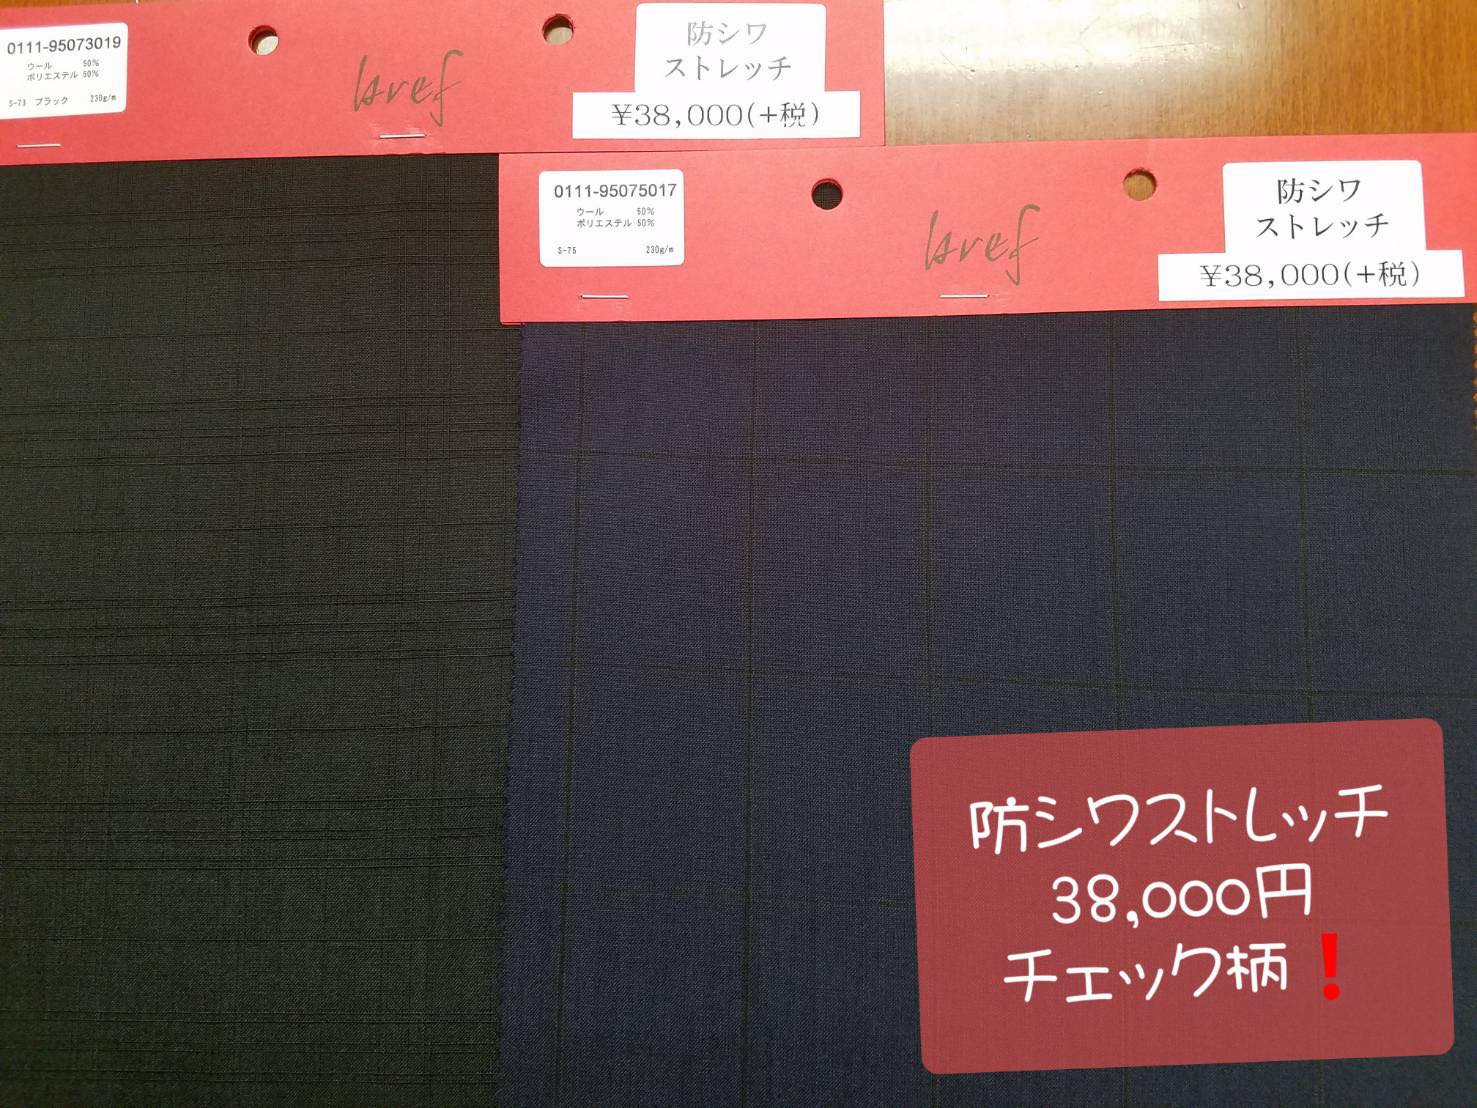 0111-95073019
ウール 50%
ポリエステル 50%
S-73 ブラック 230g/m
href
防シワ
ストレッチ
¥38,000(+税)
0111-95075017
ウール 50%
ポリエステル 50%
S-75 230g/m
href
防シワ
ストレッチ
¥38,000(+税)
防シワストレッチ
38,000円
チェック柄❗